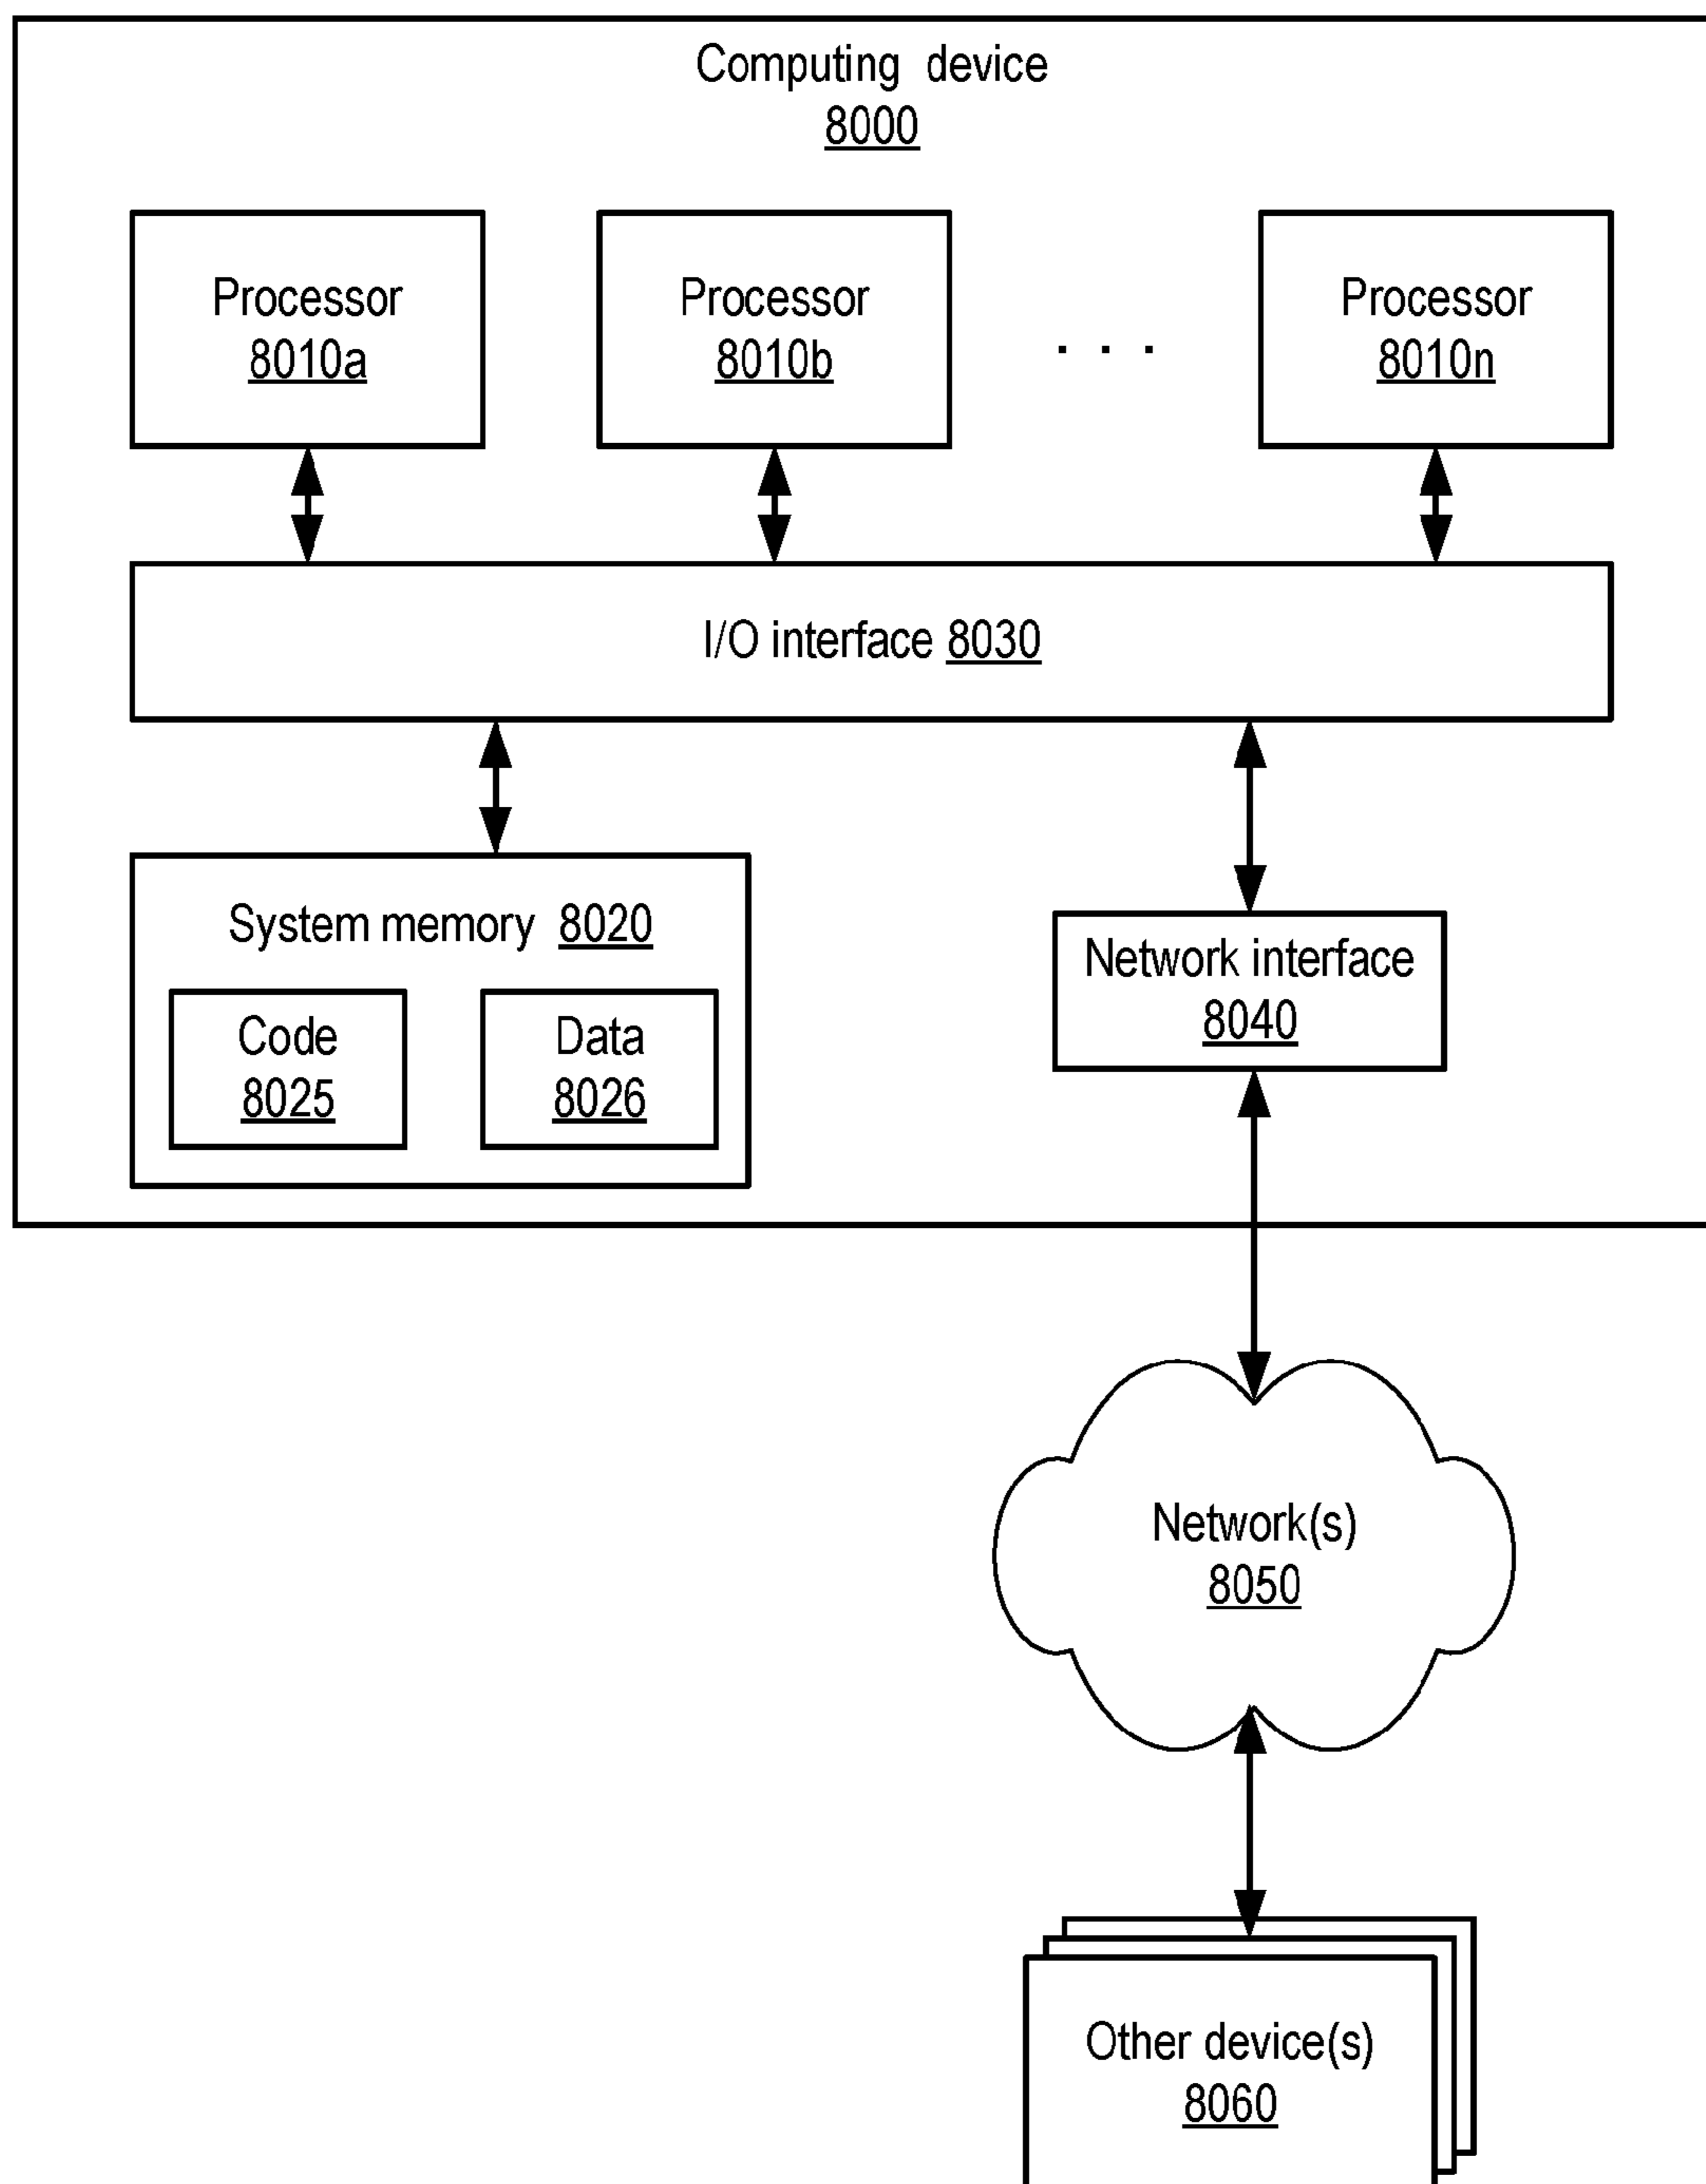 Computing device
8000
Processor
8010a
Processor
8010b
. . .
Processor
8010n
I/O interface 8030
System memory 8020
Code
8025
Data
8026
Network interface
8040
Network(s)
8050
Other device(s)
8060